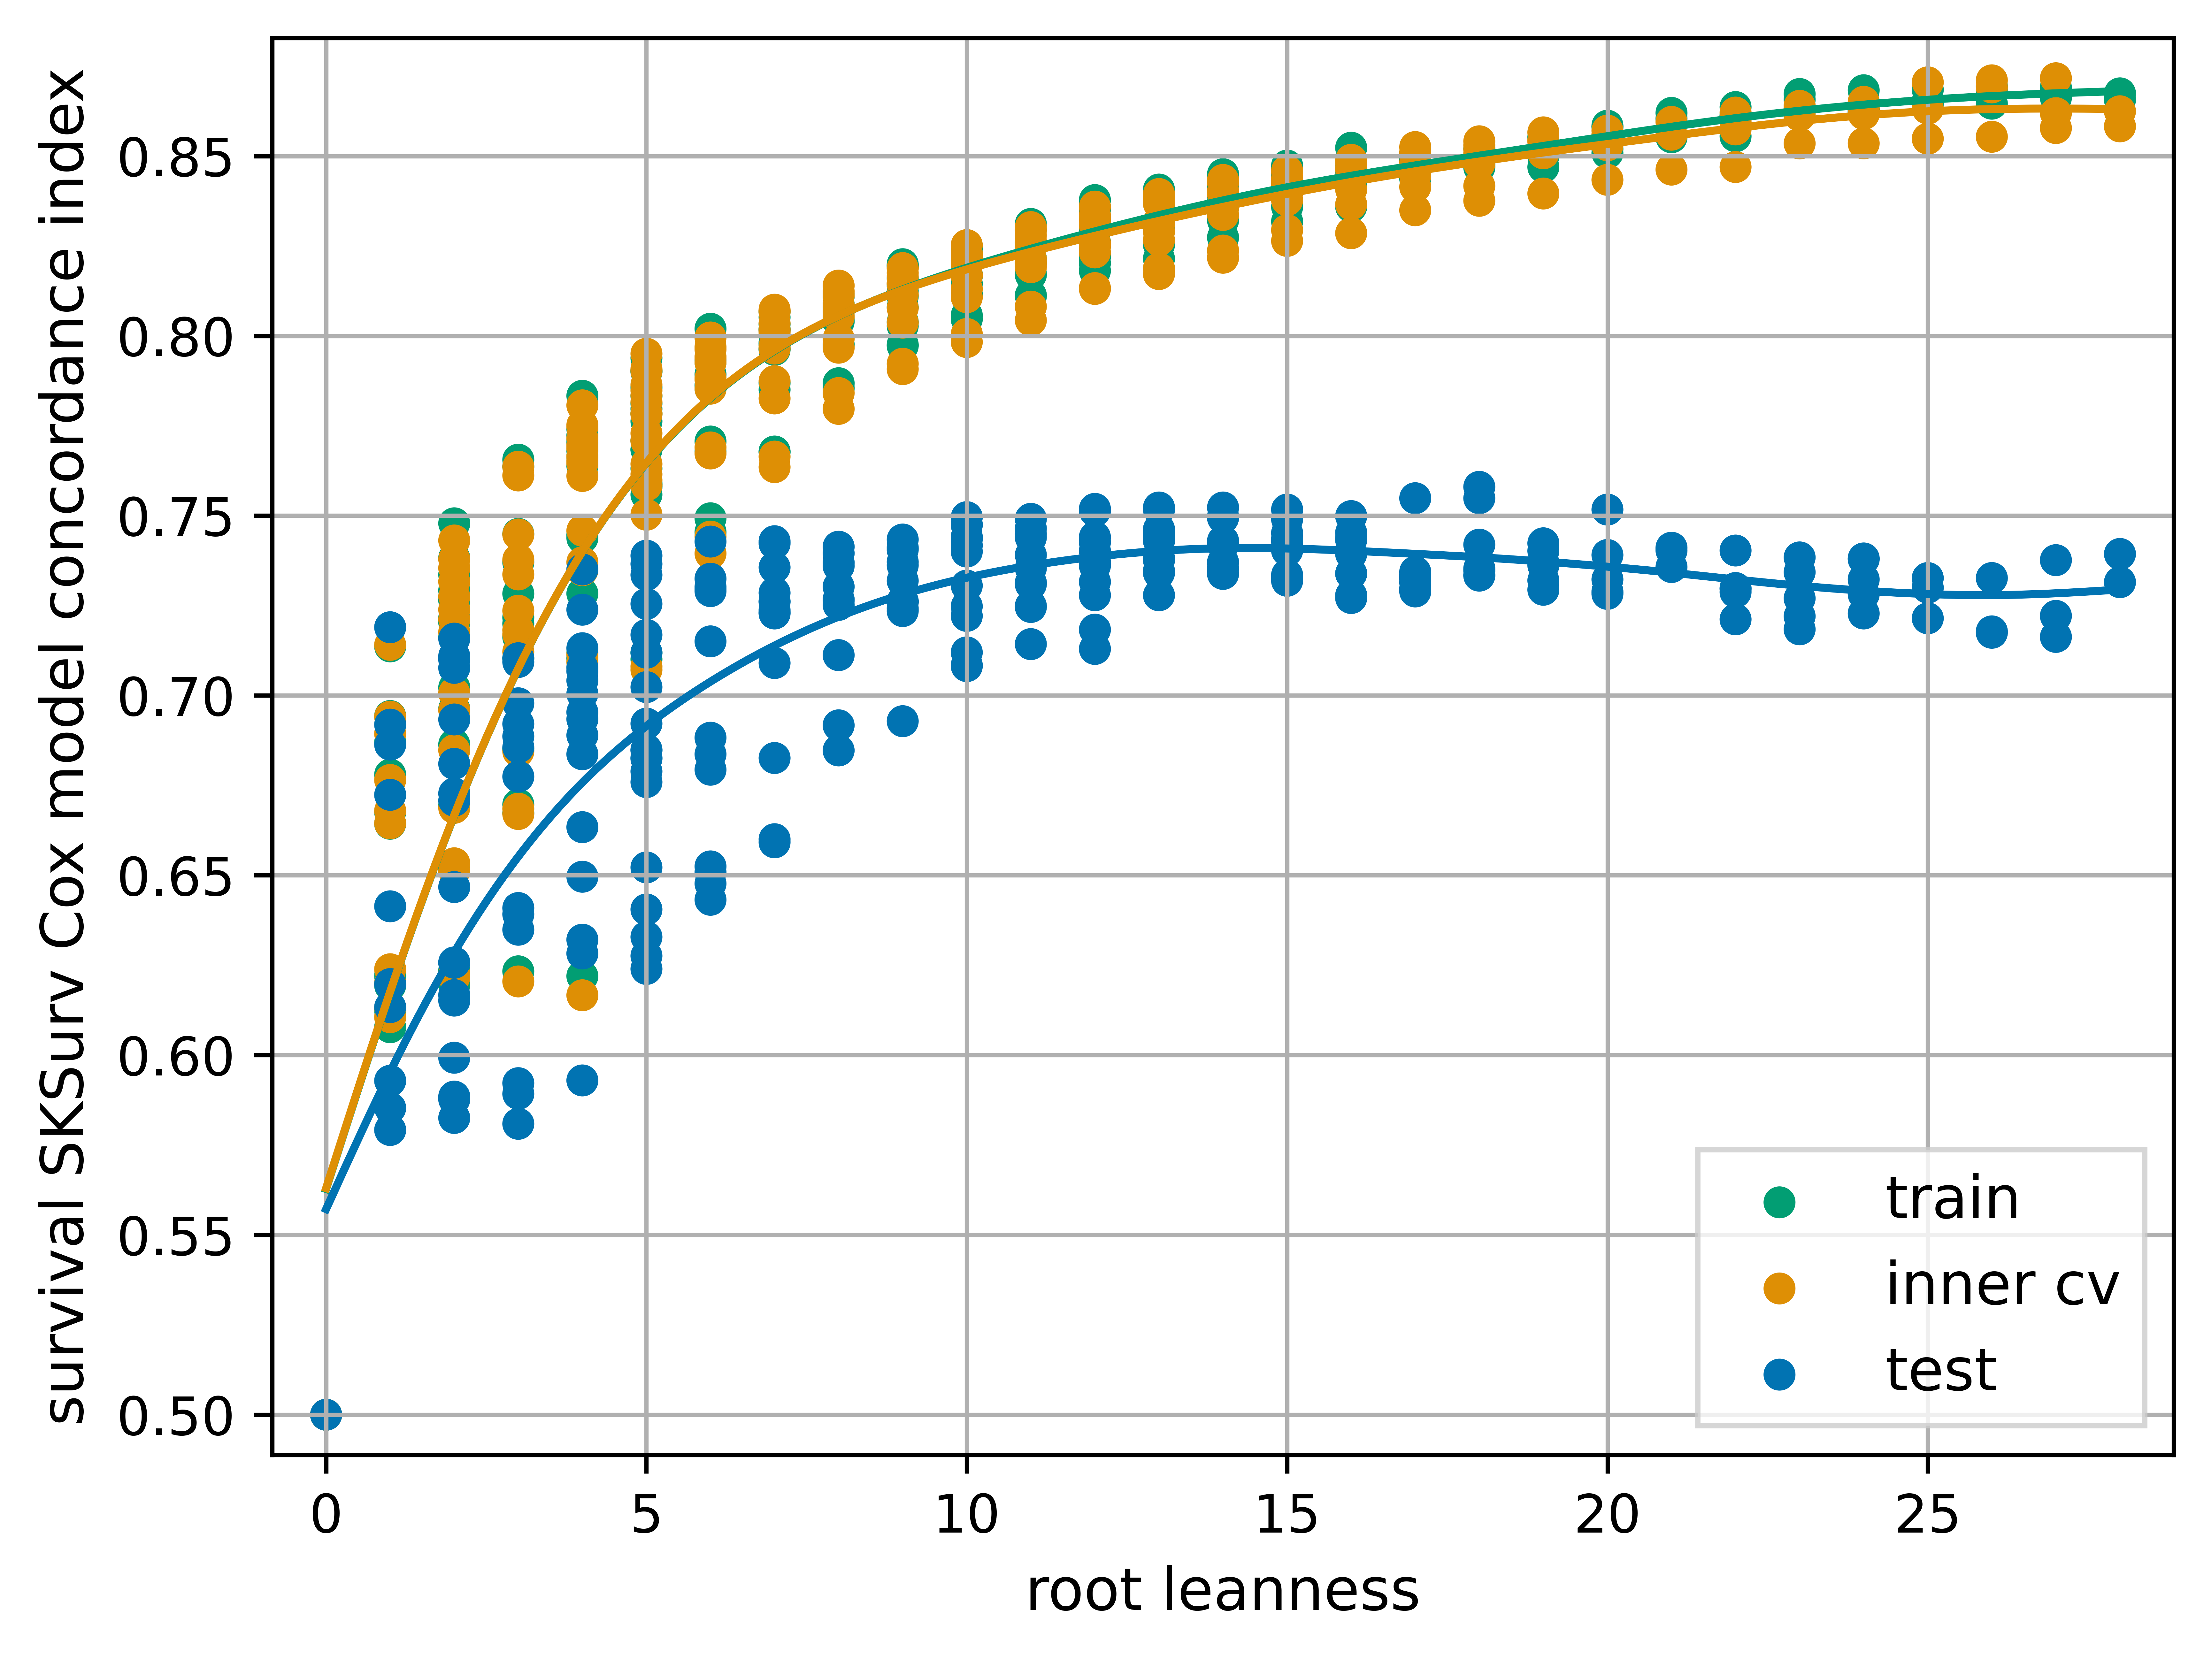 survival SKSurv Cox model concordance index
0.85
0.80
0.75
0.70
0.65
0.60
0.55
0.50
train
inner cv
test
0 5 10 15 20 25
root leanness